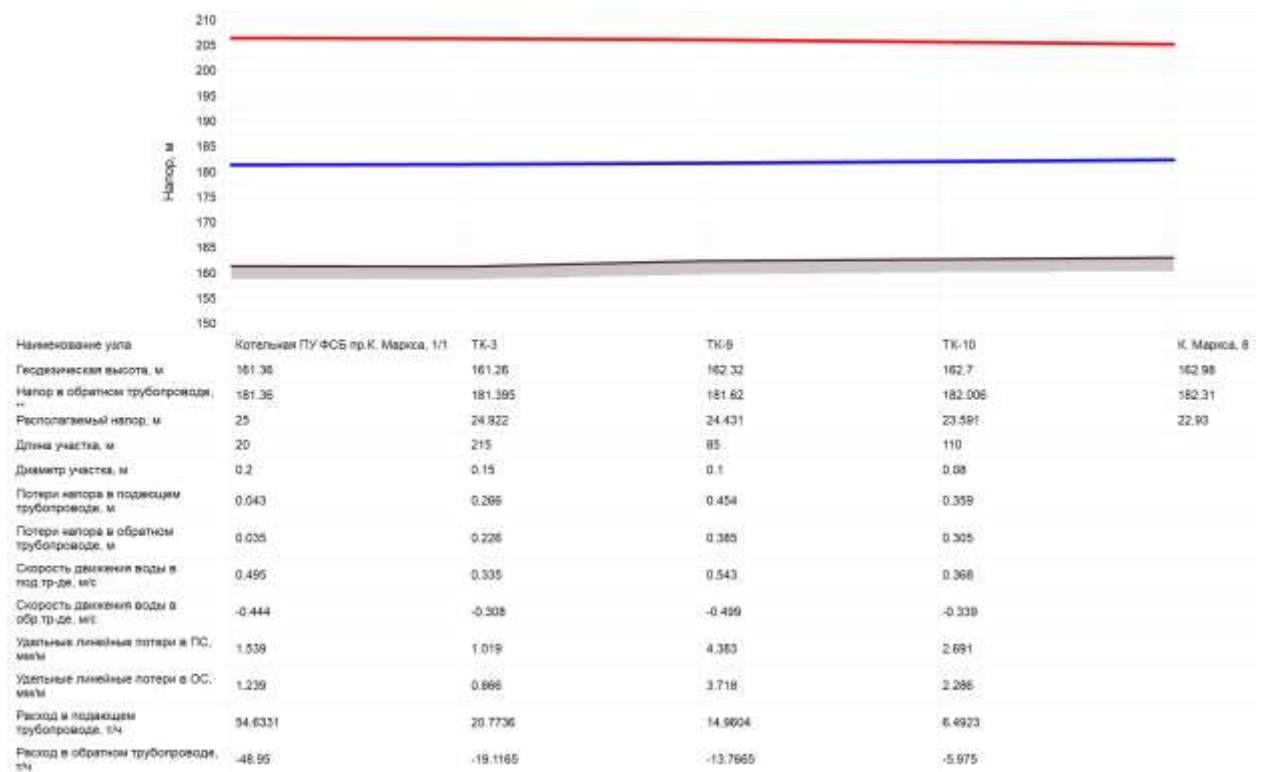 210
205
200
195
190
185
180
175
170
165
160
155
150
Напор, м
Наименование узла Котельная ПУ ФСБ пр.К. Маркса, 1/1 ТК-3 ТК-9 ТК-10 К. Маркса, 8
Геодезическая высота, м 161.36 161.26 162.32 162.7 162.98
Напор в обратном трубопроводе, 181.36 181.395 181.62 182.006 182.31
Располагаемый напор, м 25 24.922 24.431 23.591 22.93
Длина участка, м 20 215 85 110
Диаметр участка, м 0.2 0.15 0.1 0.08
Потери напора в подающем
трубопроводе, м 0.043 0.266 0.454 0.359
Потери напора в обратном
трубопроводе, м 0.035 0.226 0.385 0.305
Скорость движения воды в
под.тр-де, м/с 0.495 0.335 0.543 0.368
Скорость движения воды в
обр.тр-де, м/с -0.444 -0.308 -0.499 -0.339
Удельные линейные потери в ПС,
мм/м 1.539 1.019 4.383 2.691
Удельные линейные потери в ОС,
мм/м 1.239 0.866 3.718 2.286
Расход в подающем
трубопроводе, т/ч 54.6331 20.7736 14.9604 6.4923
Расход в обратном трубопроводе,
т/ч -48.95 -19.1165 -13.7665 -5.975